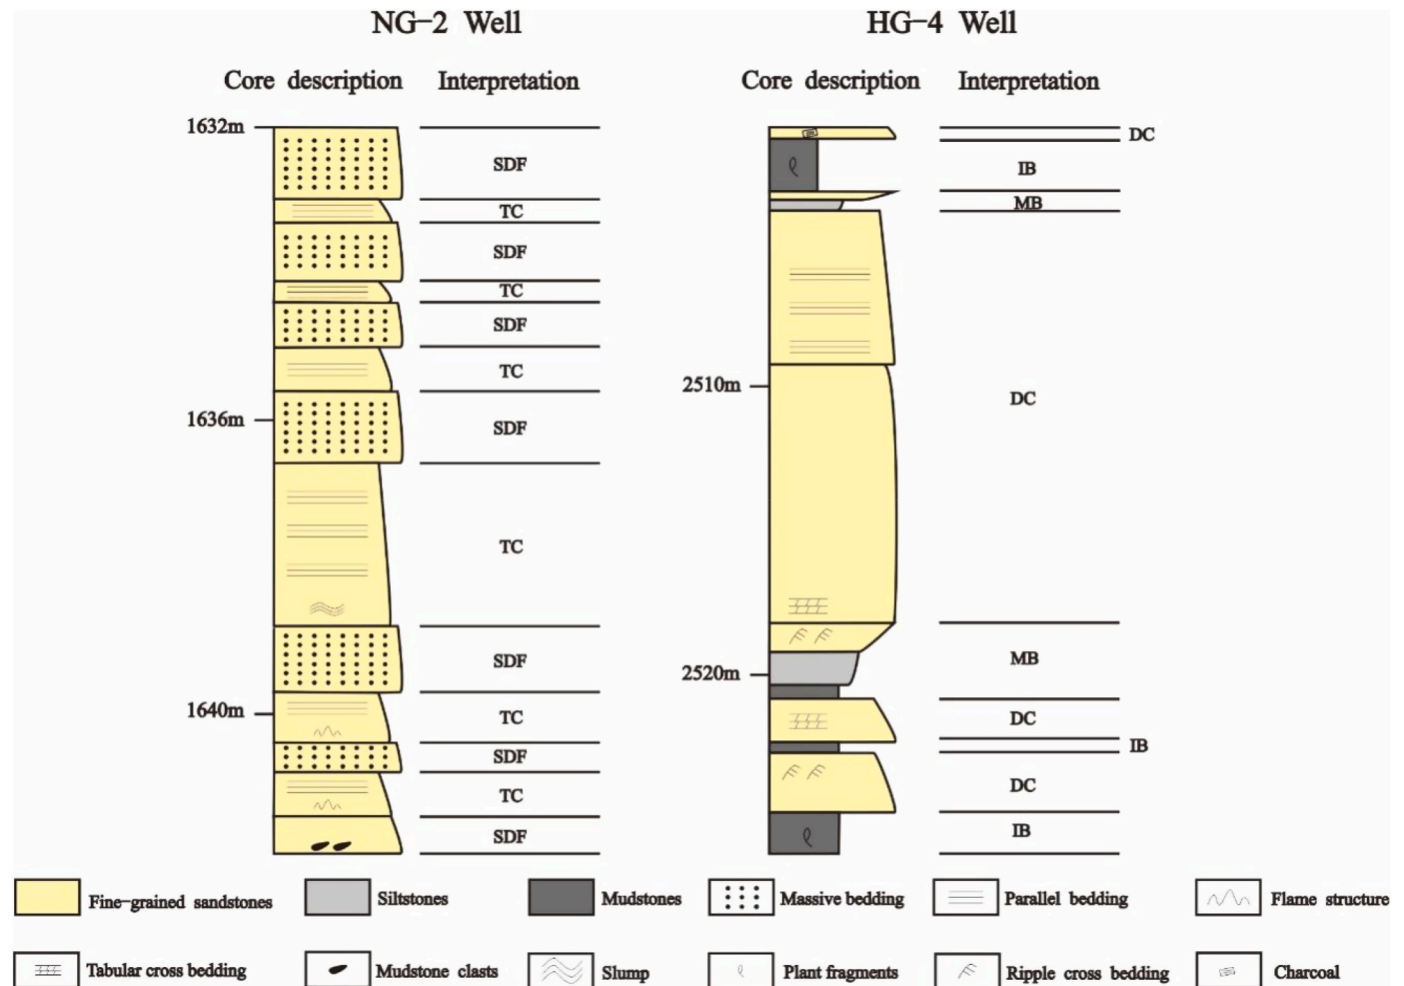 NG-2 Well
HG-4 Well
Core description
Interpretation
Core description
Interpretation
1632m
SDF
TC
SDF
TC
SDF
TC
1636m
SDF
TC
SDF
1640m
TC
SDF
TC
SDF
DC
IB
MB
2510m
DC
2520m
MB
DC
IB
DC
IB
Fine-grained sandstones
Siltstones
Mudstones
Massive bedding
Parallel bedding
Flame structure
Tabular cross bedding
Mudstone clasts
Slump
Plant fragments
Ripple cross bedding
Charcoal